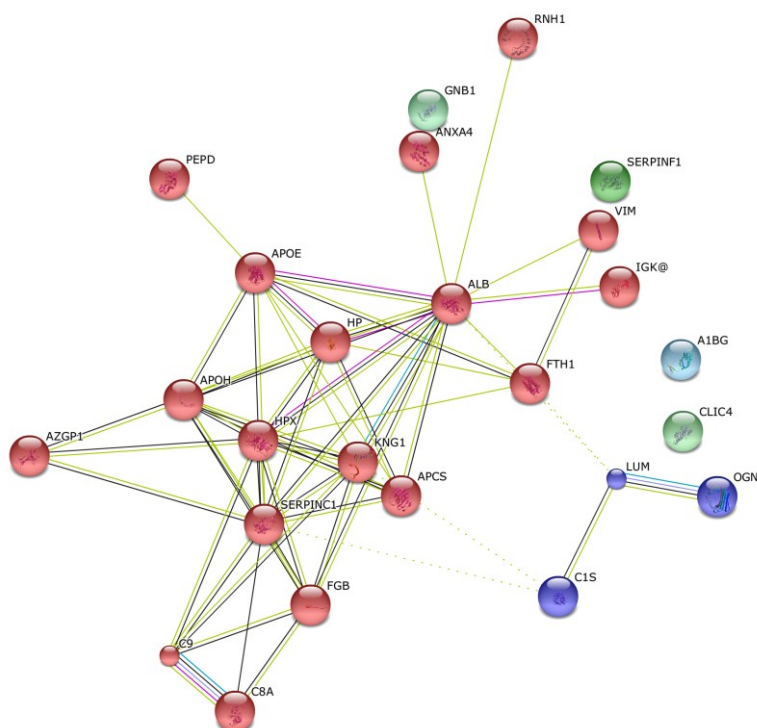 RNH1
GNB1
ANXA4
SERPINF1
PEPD
VIM
APOE
IGK@
ALB
HP
A1BG
FTH1
APOH
HPX
CLIC4
AZGP1
KNG1
APCS
LUM
OGN
SERPINC1
C1S
FGB
C9
C8A